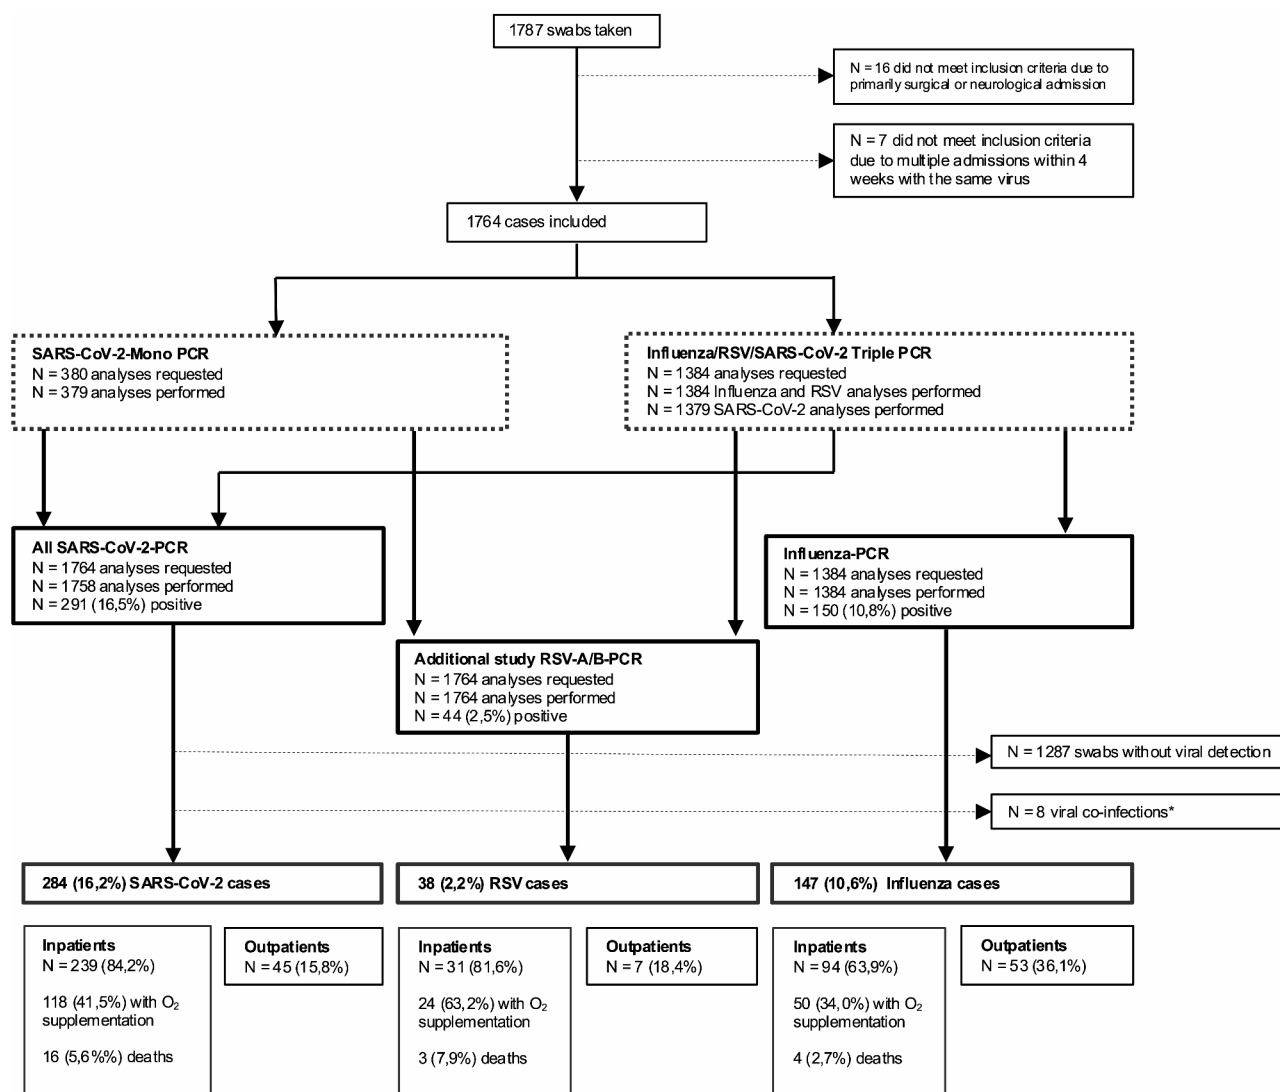 1787 swabs taken
N = 16 did not meet inclusion criteria due to
primarily surgical or neurological admission
N = 7 did not meet inclusion criteria
due to multiple admissions within 4
weeks with the same virus
1764 cases included
SARS-CoV-2-Mono PCR
N = 380 analyses requested
N = 379 analyses performed
Influenza/RSV/SARS-CoV-2 Triple PCR
N = 1384 analyses requested
N = 1384 Influenza and RSV analyses performed
N = 1379 SARS-CoV-2 analyses performed
All SARS-CoV-2-PCR
N = 1764 analyses requested
N = 1758 analyses performed
N = 291 (16,5%) positive
Influenza-PCR
N = 1384 analyses requested
N = 1384 analyses performed
N = 150 (10,8%) positive
Additional study RSV-A/B-PCR
N = 1764 analyses requested
N = 1764 analyses performed
N = 44 (2,5%) positive
N = 1287 swabs without viral detection
N = 8 viral co-infections*
284 (16,2%) SARS-CoV-2 cases
38 (2,2%) RSV cases
147 (10,6%) Influenza cases
Inpatients
N = 239 (84,2%)
118 (41,5%) with O₂
supplementation
16 (5,6%%) deaths
Outpatients
N = 45 (15,8%)
Inpatients
N = 31 (81,6%)
24 (63,2%) with O₂
supplementation
3 (7,9%) deaths
Outpatients
N = 7 (18,4%)
Inpatients
N = 94 (63,9%)
50 (34,0%) with O₂
supplementation
4 (2,7%) deaths
Outpatients
N = 53 (36,1%)